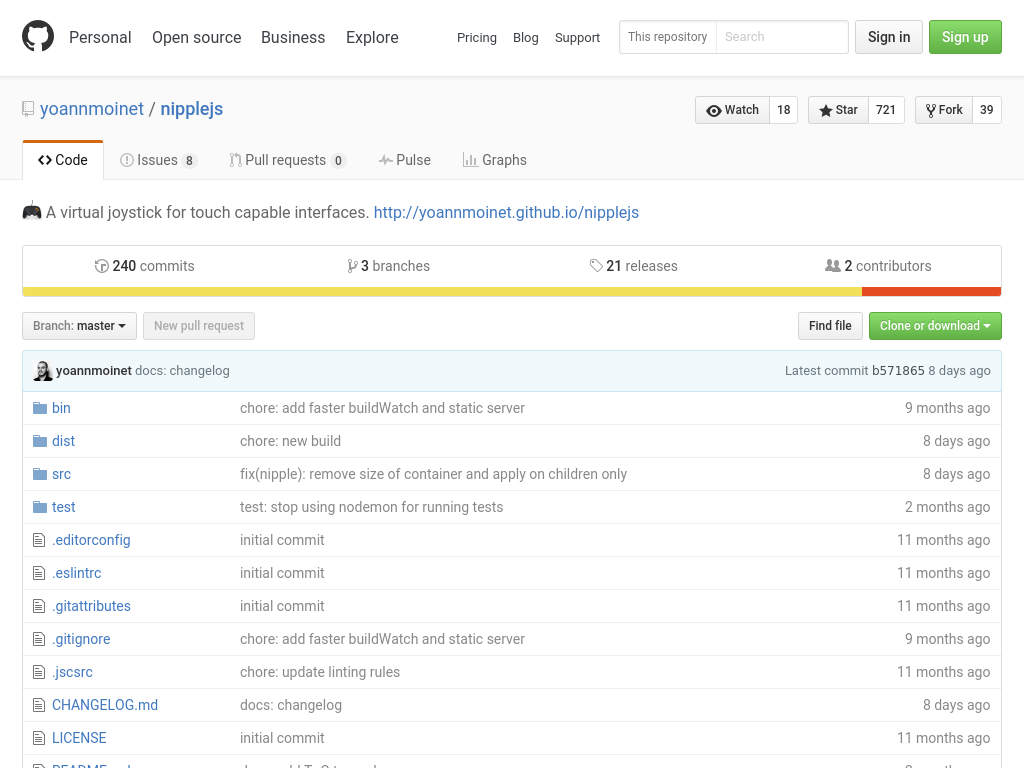 Personal Open source Business Explore Pricing Blog Support This repository Search Sign in Sign up
yoannmoinet / nipplejs Watch 18 Star 721 Fork 39
Code Issues 8 Pull requests 0 Pulse Graphs
A virtual joystick for touch capable interfaces. http://yoannmoinet.github.io/nipplejs
240 commits 3 branches 21 releases 2 contributors
Branch: master New pull request Find file Clone or download
yoannmoinet docs: changelog Latest commit b571865 8 days ago
bin chore: add faster buildWatch and static server 9 months ago
dist chore: new build 8 days ago
src fix(nipple): remove size of container and apply on children only 8 days ago
test test: stop using nodemon for running tests 2 months ago
.editorconfig initial commit 11 months ago
.eslintrc initial commit 11 months ago
.gitattributes initial commit 11 months ago
.gitignore chore: add faster buildWatch and static server 9 months ago
.jscsrc chore: update linting rules 11 months ago
CHANGELOG.md docs: changelog 8 days ago
LICENSE initial commit 11 months ago